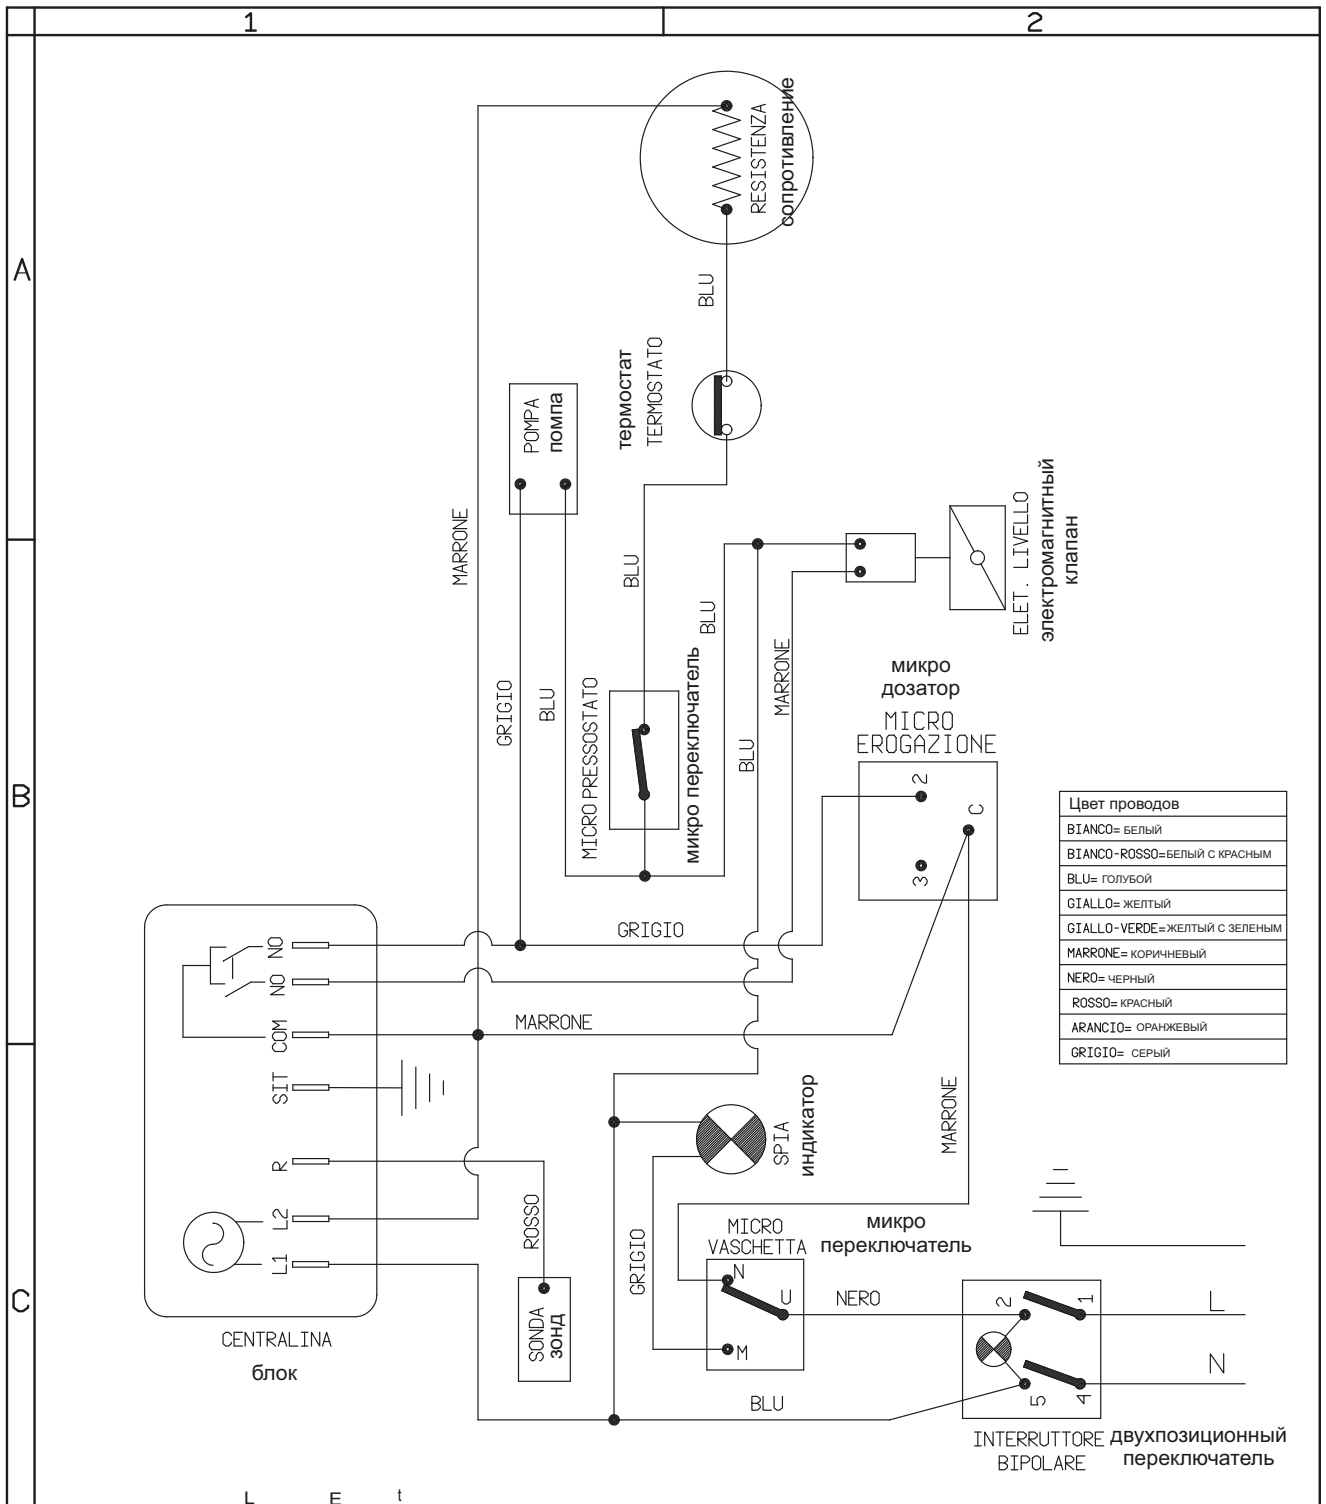 1
2
A
B
C
RESISTENZA
сопротивление
BLU
термостат
TERMOSTATO
POMPA
помпа
MARRONE
BLU
BLU
ELET. LIVELLO
электромагнитный
клапан
GRIGIO
BLU
MICRO PRESSOSTATO
микро переключатель
BLU
MARRONE
микро
дозатор
MICRO
EROGAZIONE
2
C
3
Цвет проводов
BIANCO= БЕЛЫЙ
BIANCO-ROSSO=БЕЛЫЙ С КРАСНЫМ
BLU= ГОЛУБОЙ
GIALLO= ЖЕЛТЫЙ
GIALLO-VERDE=ЖЕЛТЫЙ С ЗЕЛЕНЫМ
MARRONE= КОРИЧНЕВЫЙ
NERO= ЧЕРНЫЙ
ROSSO= КРАСНЫЙ
ARANCIO= ОРАНЖЕВЫЙ
GRIGIO= СЕРЫЙ
NO
NO
COM
SIT
R
L2
L1
GRIGIO
MARRONE
MARRONE
SPIA
индикатор
ROSSO
GRIGIO
SONDA
зонд
CENTRALINA
блок
MICRO
VASCHETTA
микро
переключатель
N
U
M
NERO
BLU
2
1
5
4
L
N
INTERRUTTORE
BIPOLARE
двухпозиционный
переключатель
L E t